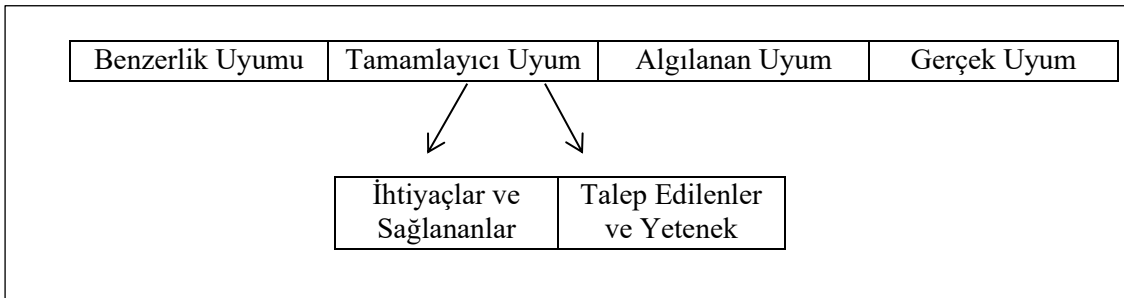 Benzerlik Uyumu Tamamlayıcı Uyum Algılanan Uyum Gerçek Uyum
İhtiyaçlar ve
Sağlananlar
Talep Edilenler
ve Yetenek